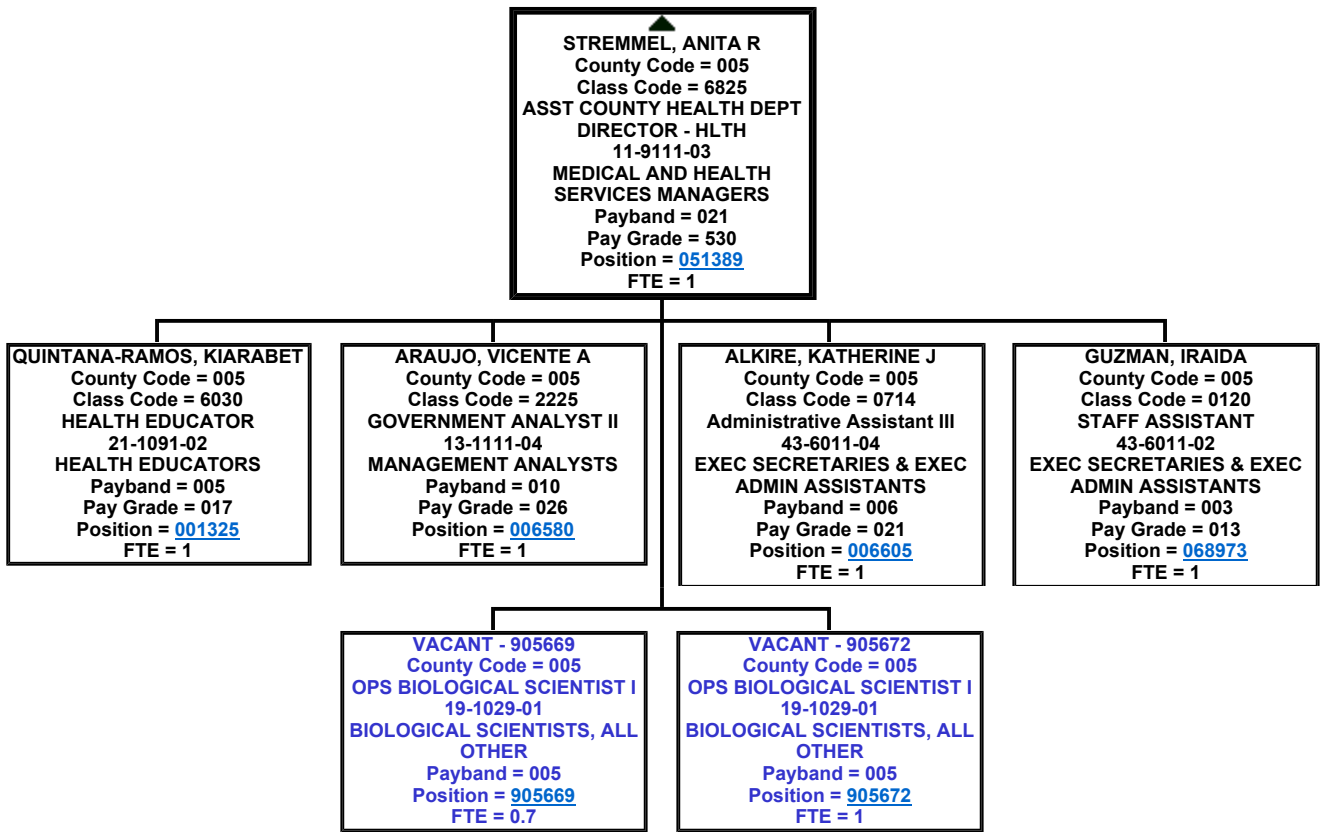 STREMMEL, ANITA R
County Code = 005
Class Code = 6825
ASST COUNTY HEALTH DEPT
DIRECTOR - HLTH
11-9111-03
MEDICAL AND HEALTH
SERVICES MANAGERS
Payband = 021
Pay Grade = 530
Position = 051389
FTE = 1
QUINTANA-RAMOS, KIARABET
County Code = 005
Class Code = 6030
HEALTH EDUCATOR
21-1091-02
HEALTH EDUCATORS
Payband = 005
Pay Grade = 017
Position = 001325
FTE = 1
ARAUJO, VICENTE A
County Code = 005
Class Code = 2225
GOVERNMENT ANALYST II
13-1111-04
MANAGEMENT ANALYSTS
Payband = 010
Pay Grade = 026
Position = 006580
FTE = 1
ALKIRE, KATHERINE J
County Code = 005
Class Code = 0714
Administrative Assistant III
43-6011-04
EXEC SECRETARIES & EXEC
ADMIN ASSISTANTS
Payband = 006
Pay Grade = 021
Position = 006605
FTE = 1
GUZMAN, IRAIDA
County Code = 005
Class Code = 0120
STAFF ASSISTANT
43-6011-02
EXEC SECRETARIES & EXEC
ADMIN ASSISTANTS
Payband = 003
Pay Grade = 013
Position = 068973
FTE = 1
VACANT - 905669
County Code = 005
OPS BIOLOGICAL SCIENTIST I
19-1029-01
BIOLOGICAL SCIENTISTS, ALL
OTHER
Payband = 005
Position = 905669
FTE = 0.7
VACANT - 905672
County Code = 005
OPS BIOLOGICAL SCIENTIST I
19-1029-01
BIOLOGICAL SCIENTISTS, ALL
OTHER
Payband = 005
Position = 905672
FTE = 1